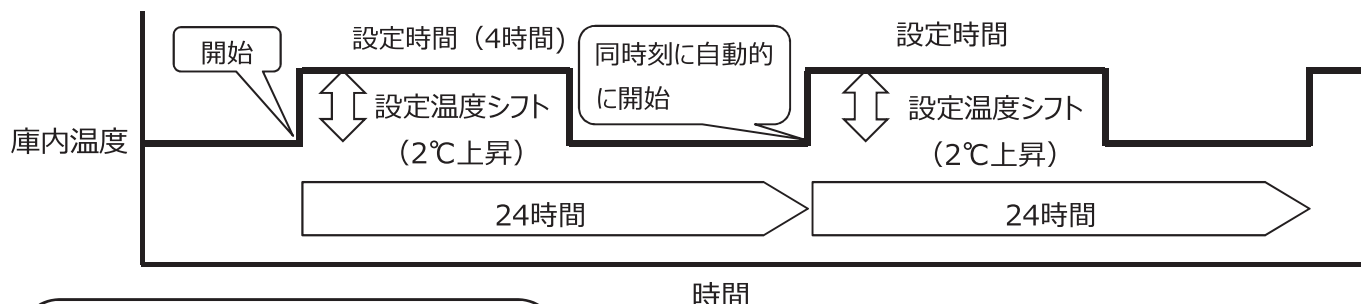 開始
設定時間（4時間）
同時刻に自動的
に開始
設定時間
設定温度シフト
（2℃上昇）
設定温度シフト
（2℃上昇）
庫内温度
24時間
24時間
時間